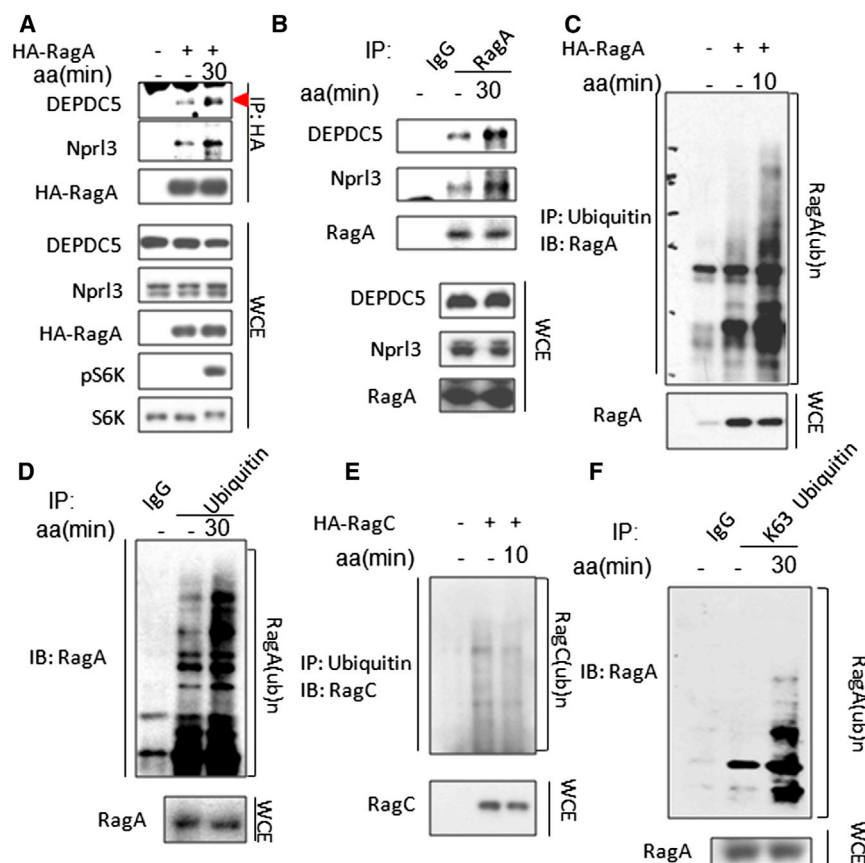 A
HA-RagA - + +
aa(min) - - 30
DEPDC5
Nprl3
HA-RagA
IP: HA
DEPDC5
Nprl3
HA-RagA
pS6K
S6K
WCE
B
IP: IgG RagA
aa(min) - - 30
DEPDC5
Nprl3
RagA
DEPDC5
Nprl3
RagA
WCE
C
HA-RagA - + +
aa(min) - - 10
IP: Ubiquitin
IB: RagA
RagA(ub)n
RagA
WCE
D
IP: IgG Ubiquitin
aa(min) - - 30
IB: RagA
RagA(ub)n
RagA
WCE
E
HA-RagC - + +
aa(min) - - 10
IP: Ubiquitin
IB: RagC
RagC(ub)n
RagC
WCE
F
IP: IgG K63 Ubiquitin
aa(min) - - 30
IB: RagA
RagA(ub)n
RagA
WCE